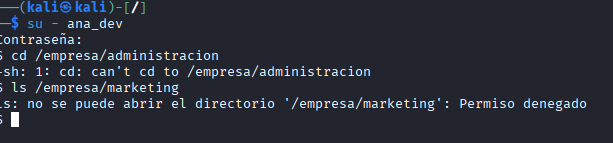 ──(kali㉿kali)-[/]
─$ su - ana_dev
Contraseña:
$ cd /empresa/administracion
-sh: 1: cd: can't cd to /empresa/administracion
$ ls /empresa/marketing
ls: no se puede abrir el directorio '/empresa/marketing': Permiso denegado
$